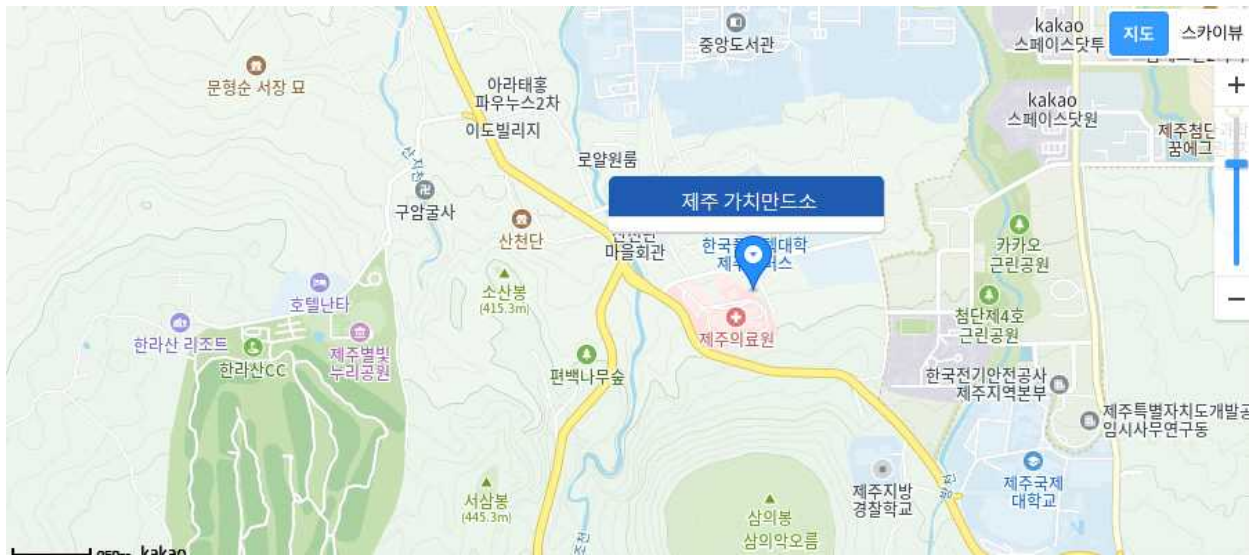 중앙도서관
kakao
스페이스닷투
지도
스카이뷰
문형순 서장 묘
아라태홍
파우누스2차
이도빌리지
kakao
스페이스닷원
제주첨단
꿈에그
산지천
로얄원룸
구암굴사
제주 가치만드소
산천단
마을회관
카카오
근린공원
소산봉
(415.3m)
호텔난타
첨단제4호
근린공원
한라산 리조트
한라산CC
제주별빛
누리공원
제주의료원
편백나무숲
한국전기안전공사
제주지역본부
제주특별자치도개발공
임시사무연구동
서삼봉
(445.3m)
삼의봉
삼의악오름
제주지방
경찰학교
제주국제
대학교
방천
조천
kakao